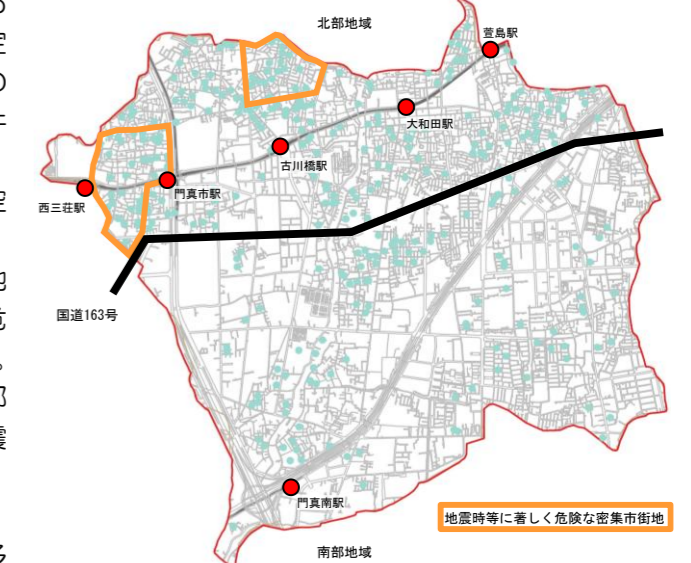 北部地域
萱島駅
大和田駅
古川橋駅
門真市駅
西三荘駅
国道163号
門真南駅
地震時等に著しく危険な密集市街地
南部地域